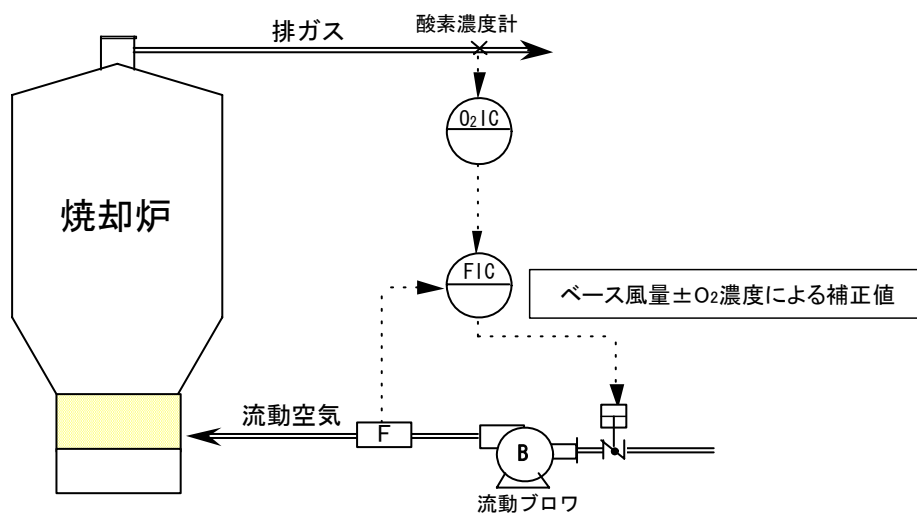 排ガス
酸素濃度計
O₂IC
焼却炉
FIC
ベース風量±O₂濃度による補正値
流動空気
F
B
流動ブロワ